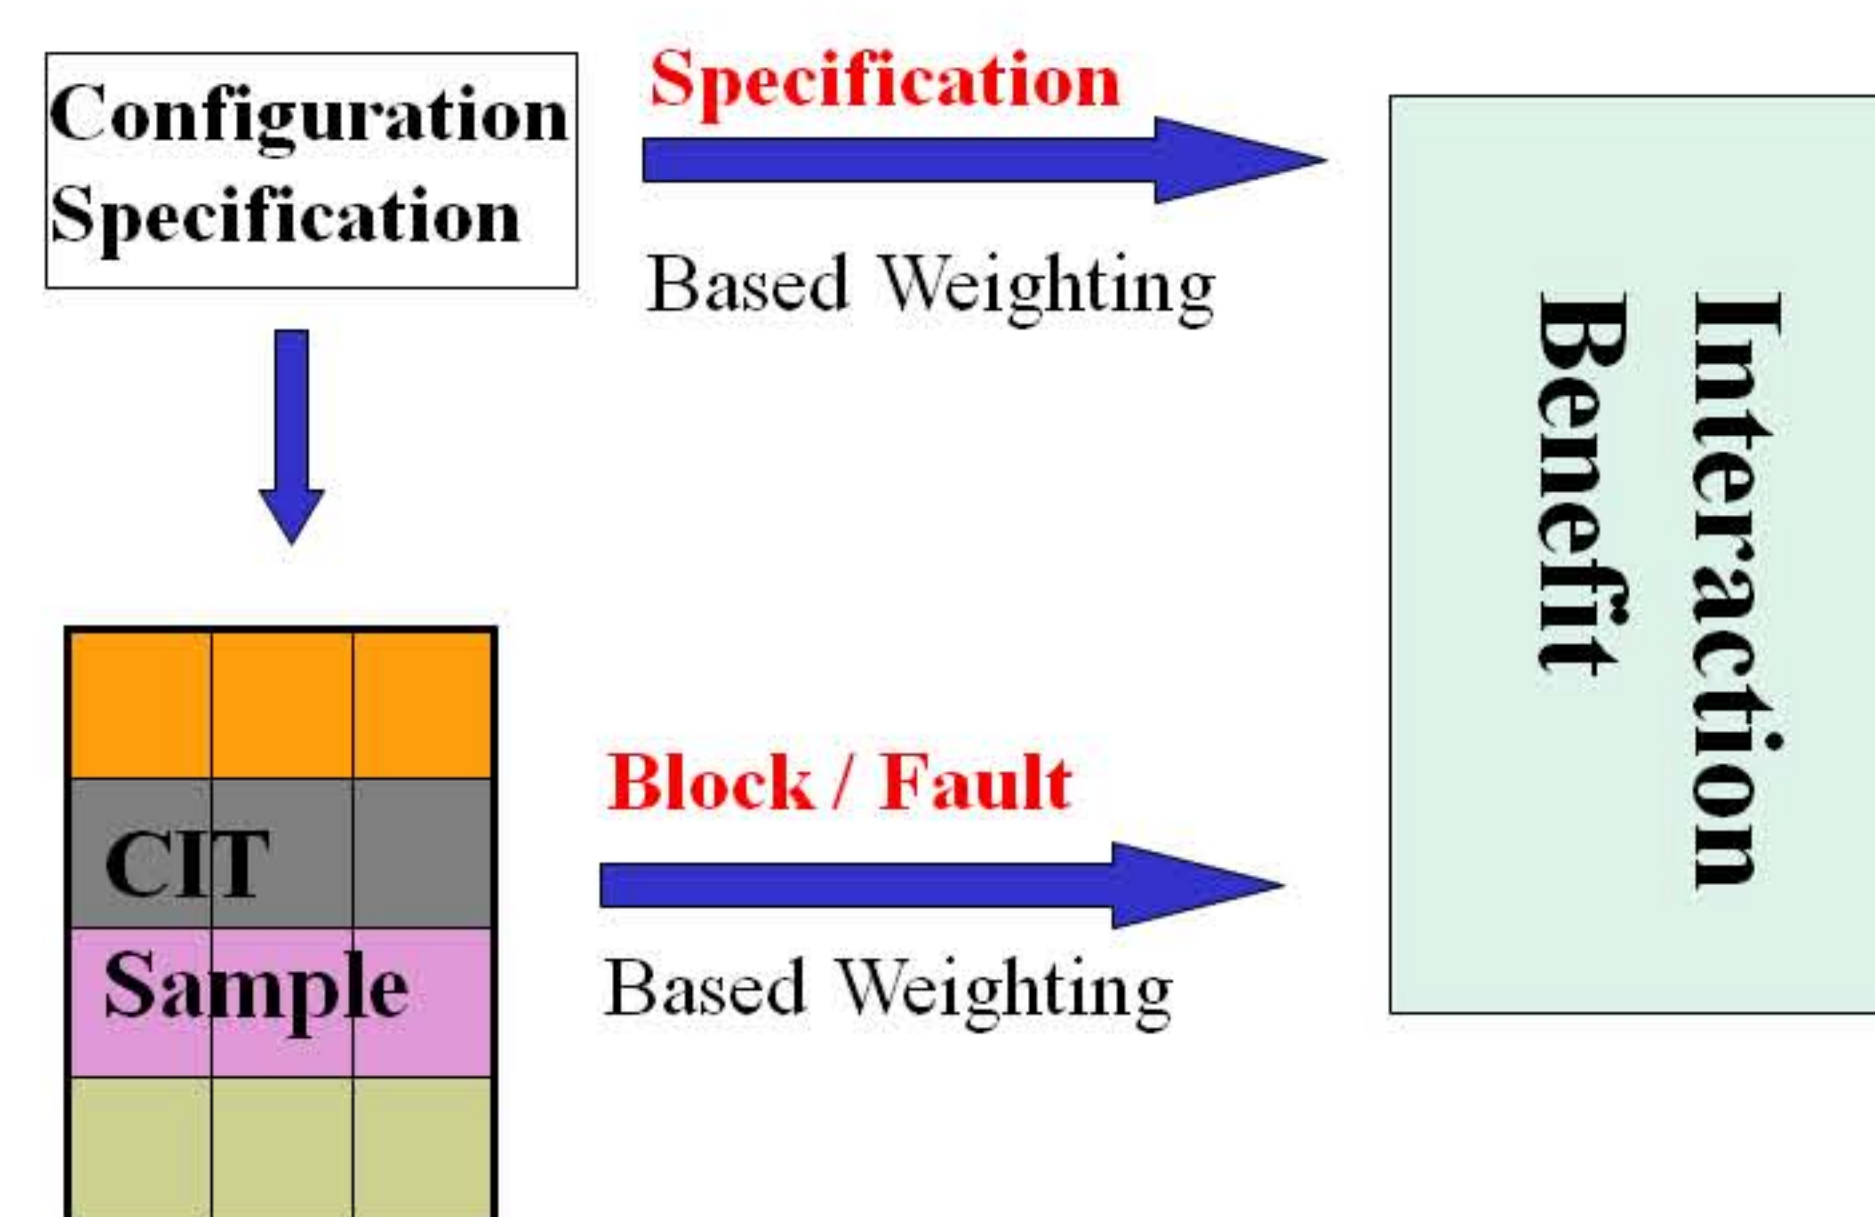 Configuration
Specification
Specification
Based Weighting
CIT
Sample
Block / Fault
Based Weighting
Interaction
Benefit